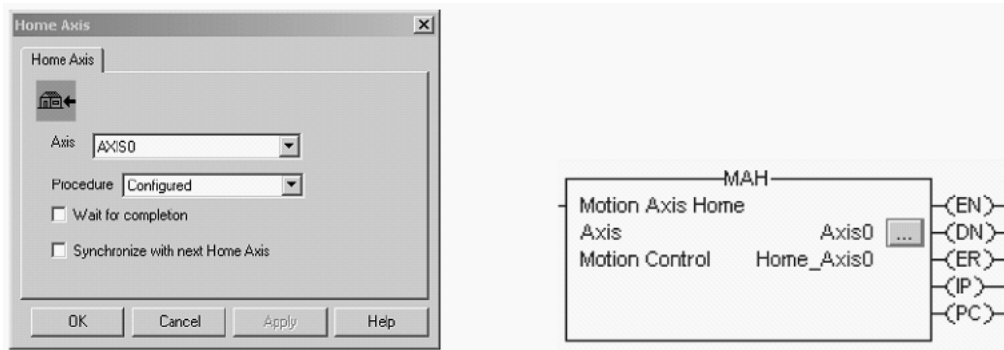 Home Axis
Home Axis
Axis AXIS0
Procedure Configured
Wait for completion
Synchronize with next Home Axis
OK Cancel Apply Help
MAH
Motion Axis Home
Axis Axis0 ...
Motion Control Home_Axis0
(EN)
(DN)
(ER)
(IP)
(PC)